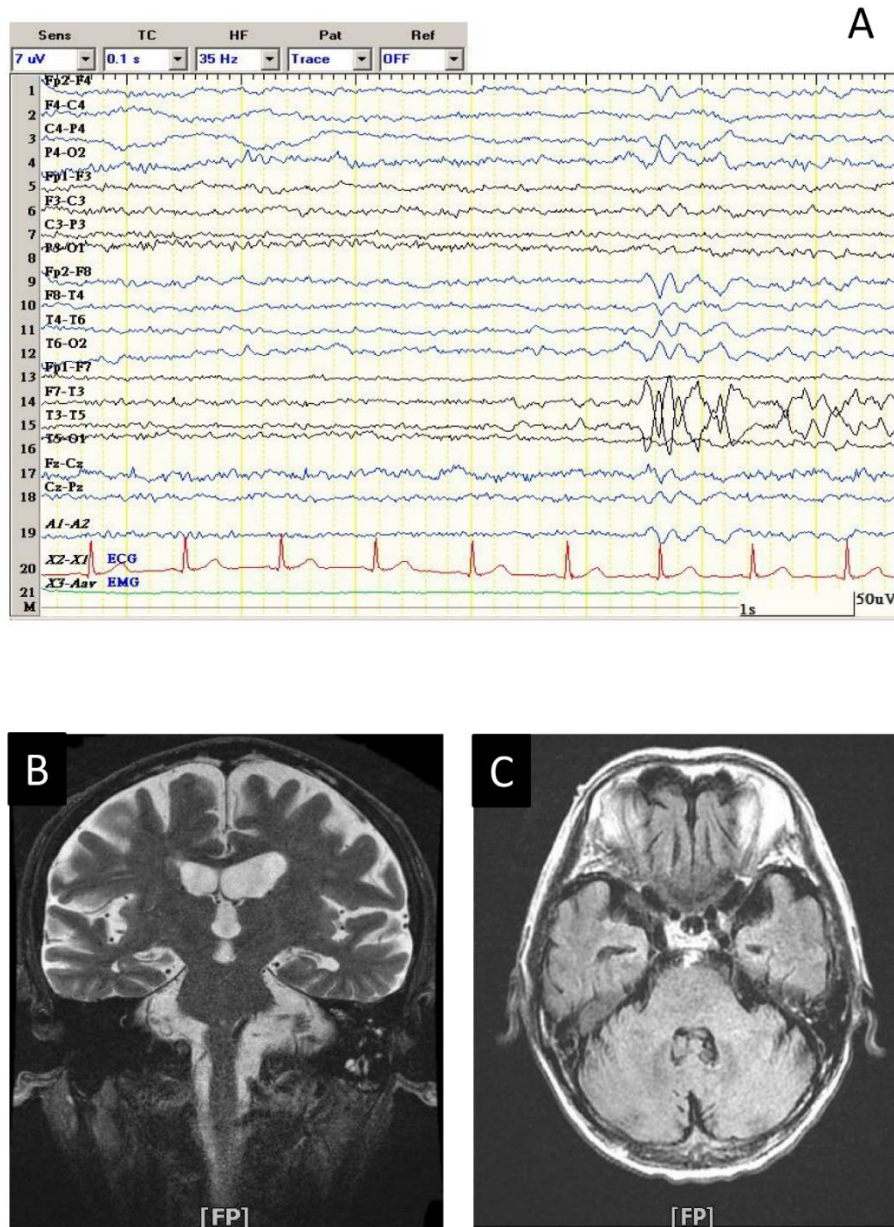 A
Sens TC HF Pat Ref
7 uV 0.1 s 35 Hz Trace OFF
1 Fp2-F4
2 F4-C4
3 C4-P4
4 P4-O2
5 Fp1-F3
6 F3-C3
7 C3-P3
8 P3-O1
9 Fp2-F8
10 F8-T4
11 T4-T6
12 T6-O2
13 Fp1-F7
14 F7-T3
15 T3-T5
16 T5-O1
17 Fz-Cz
18 Cz-Pz
19 A1-A2
20 X2-X1 ECG
21 X3-Aav EMG
M 1s 50uV
B
C
[FP]
[FP]